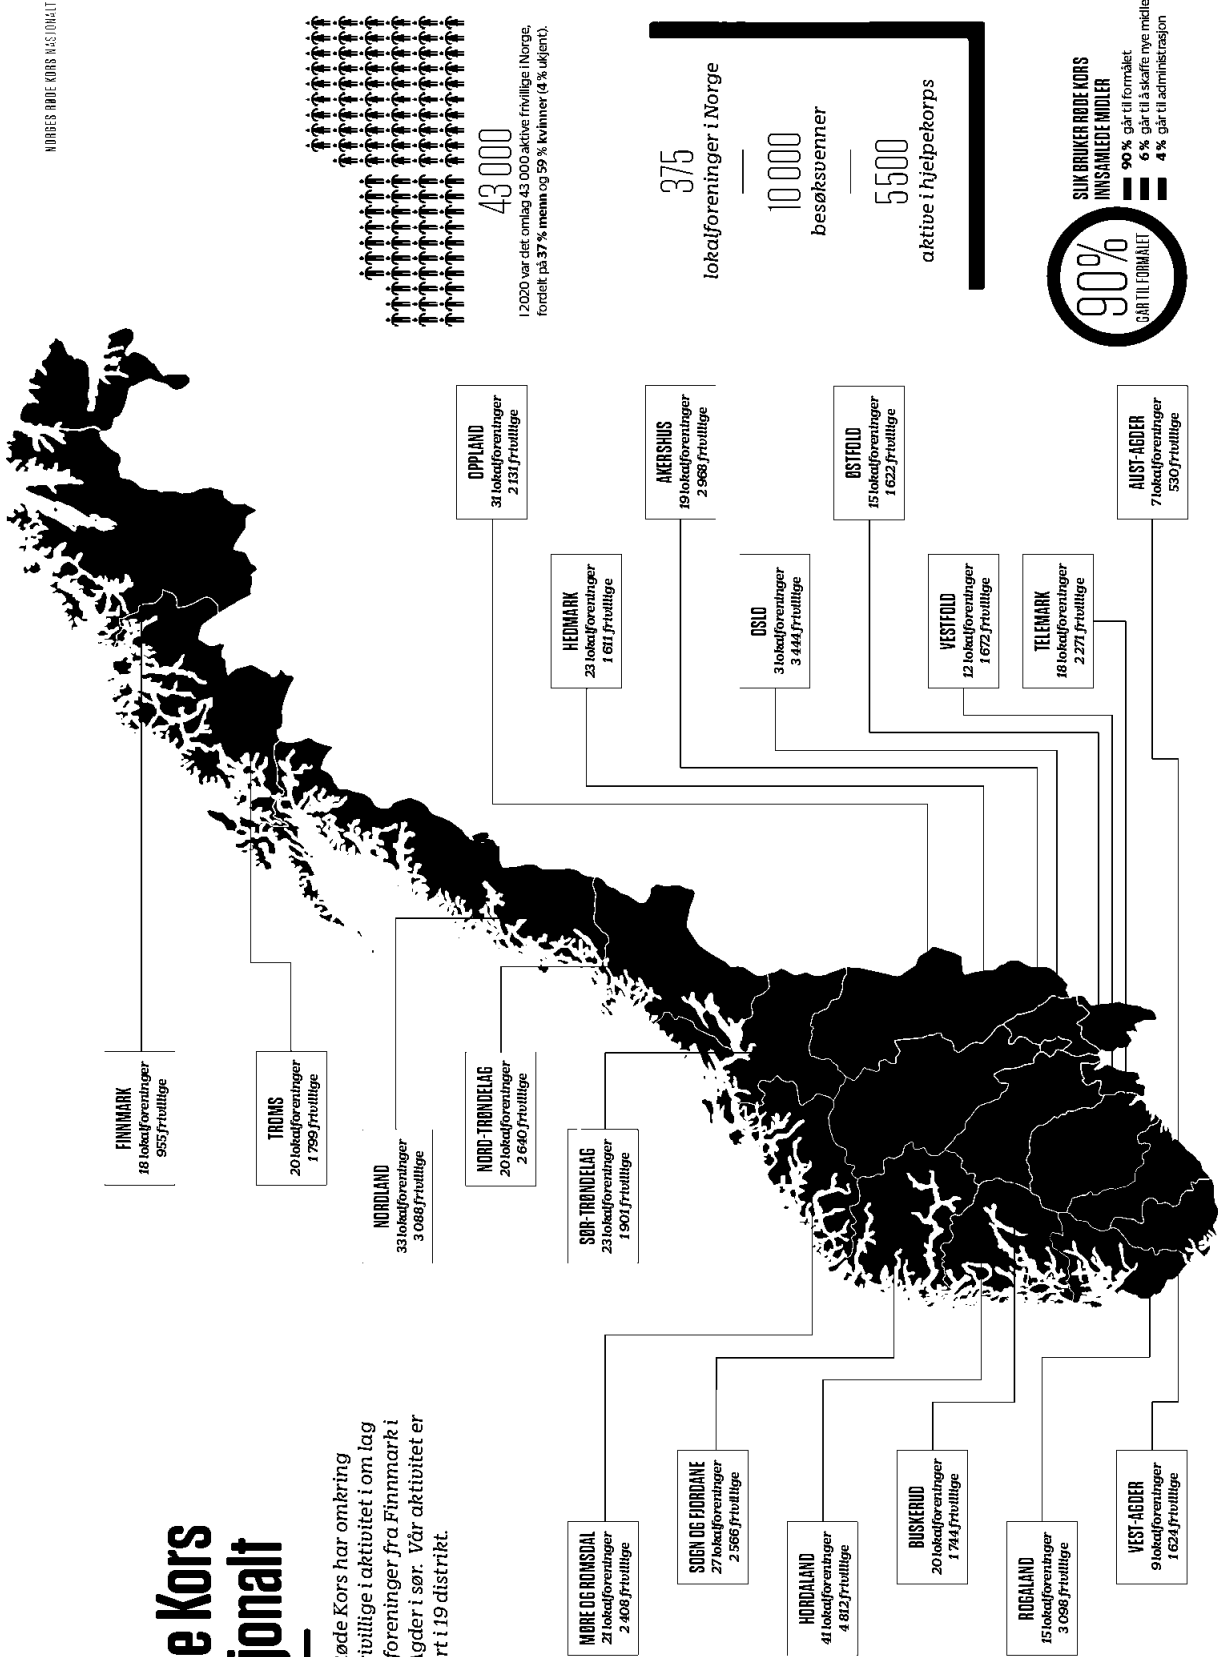 NORGES RØDE KORS NASJONALT
e Kors
jonalt
øde Kors har omkring
ivillige i aktivitet i om lag
foreninger fra Finnmark i
Agder i sør. Vår aktivitet er
rt i 19 distrikt.
FINNMARK
18 lokalforeninger
955 frivillige
TROMS
20 lokalforeninger
1 799 frivillige
NORDLAND
33 lokalforeninger
3 088 frivillige
NORD-TRØNDELAG
20 lokalforeninger
2 640 frivillige
SØR-TRØNDELAG
23 lokalforeninger
1 901 frivillige
MØRE OG ROMSDAL
21 lokalforeninger
2 408 frivillige
SOGN OG FJORDANE
27 lokalforeninger
2 566 frivillige
HORDALAND
41 lokalforeninger
4 812 frivillige
BUSKERUD
20 lokalforeninger
1 744 frivillige
ROGALAND
15 lokalforeninger
3 098 frivillige
VEST-AGDER
9 lokalforeninger
1 624 frivillige
OPPLAND
31 lokalforeninger
2 131 frivillige
HEDMARK
23 lokalforeninger
1 611 frivillige
AKERSHUS
19 lokalforeninger
2 968 frivillige
OSLO
3 lokalforeninger
3 444 frivillige
ØSTFOLD
15 lokalforeninger
1 622 frivillige
VESTFOLD
12 lokalforeninger
1 672 frivillige
TELEMARK
18 lokalforeninger
2 271 frivillige
AUST-AGDER
7 lokalforeninger
530 frivillige
43 000
I 2020 var det omlag 43 000 aktive frivillige i Norge,
fordelt på 37 % menn og 59 % kvinner (4 % ukjent).
375
lokalforeninger i Norge
10 000
besøksvenner
5 500
aktive i hjelpekorps
90%
GÅR TIL FORMÅLET
SLIK BRUKER RØDE KORS
INNSAMLEDE MIDLER
90 % går til formålet
6 % går til å skaffe nye midle
4 % går til administrasjon